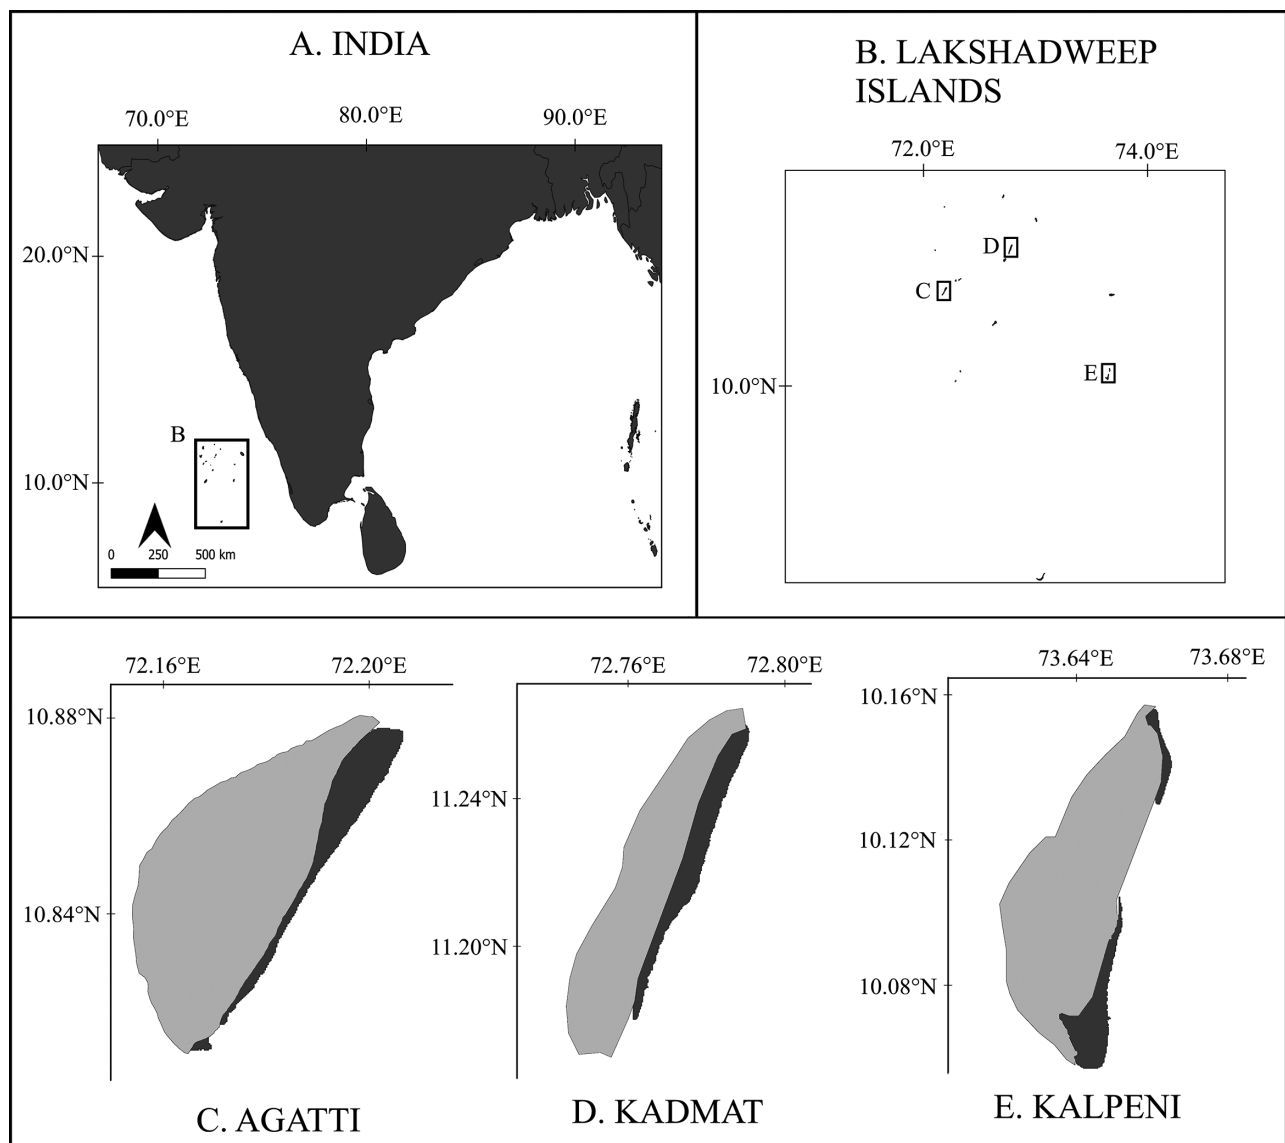 A. INDIA
70.0°E 80.0°E 90.0°E
20.0°N
10.0°N
B
0 250 500 km
B. LAKSHADWEEP
ISLANDS
72.0°E 74.0°E
D
C
E
10.0°N
72.16°E 72.20°E
10.88°N
10.84°N
C. AGATTI
72.76°E 72.80°E
11.24°N
11.20°N
D. KADMAT
73.64°E 73.68°E
10.16°N
10.12°N
10.08°N
E. KALPENI